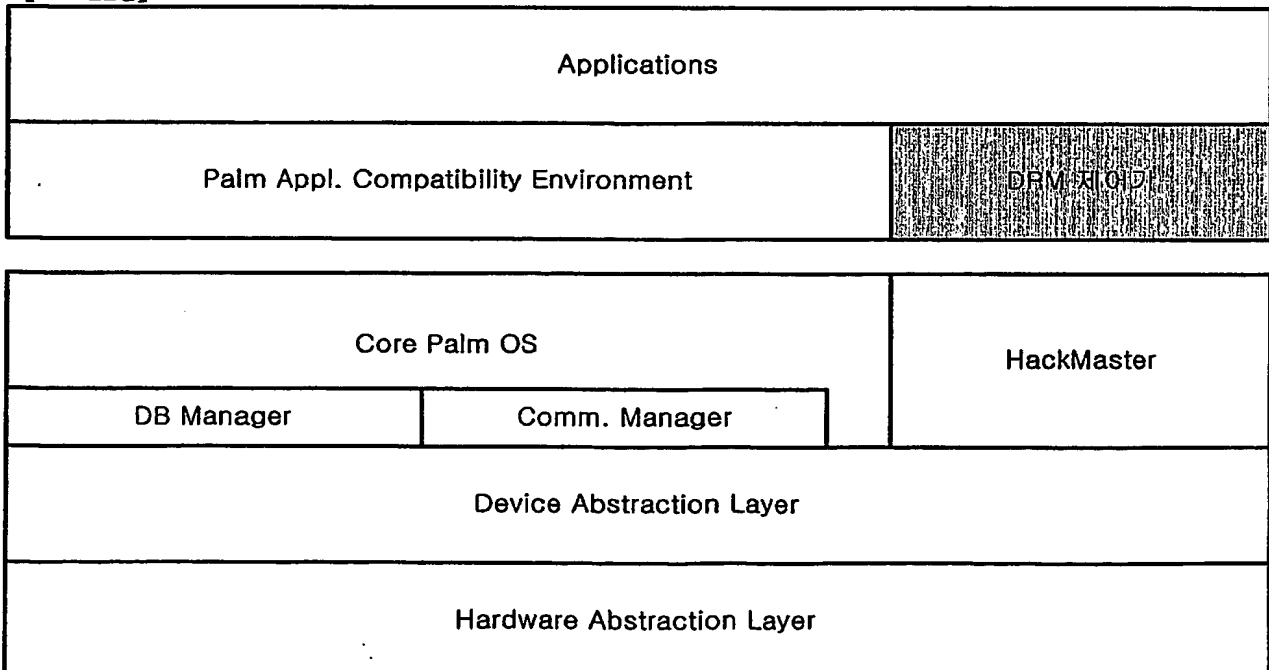 Applications
Palm Appl. Compatibility Environment
DRM 제어기
Core Palm OS
HackMaster
DB Manager
Comm. Manager
Device Abstraction Layer
Hardware Abstraction Layer